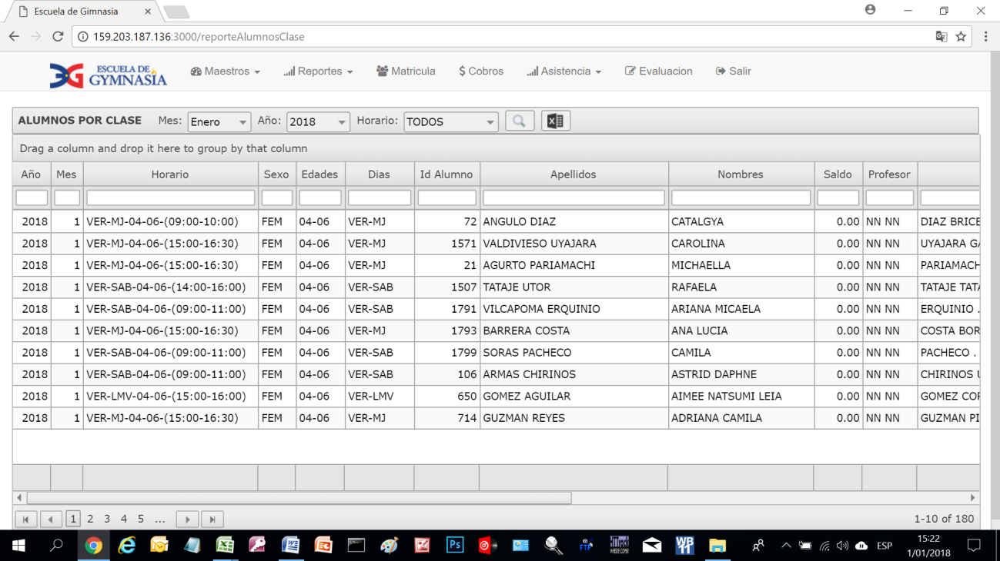 Escuela de Gimnasia
159.203.187.136:3000/reporteAlumnosClase
ESCUELA DE GYMNASIA
Maestros Reportes Matricula $ Cobros Asistencia Evaluacion Salir
ALUMNOS POR CLASE Mes: Enero Año: 2018 Horario: TODOS
Drag a column and drop it here to group by that column
Año Mes Horario Sexo Edades Dias Id Alumno Apellidos Nombres Saldo Profesor
2018 1 VER-MJ-04-06-(09:00-10:00) FEM 04-06 VER-MJ 72 ANGULO DIAZ CATALGYA 0.00 NN NN DIAZ BRICE
2018 1 VER-MJ-04-06-(15:00-16:30) FEM 04-06 VER-MJ 1571 VALDIVIESO UYAJARA CAROLINA 0.00 NN NN UYAJARA GA
2018 1 VER-MJ-04-06-(15:00-16:30) FEM 04-06 VER-MJ 21 AGURTO PARIAMACHI MICHAELLA 0.00 NN NN PARIAMACH
2018 1 VER-SAB-04-06-(14:00-16:00) FEM 04-06 VER-SAB 1507 TATAJE UTOR RAFAELA 0.00 NN NN TATAJE TATA
2018 1 VER-SAB-04-06-(09:00-11:00) FEM 04-06 VER-SAB 1791 VILCAPOMA ERQUINIO ARIANA MICAELA 0.00 NN NN ERQUINIO .
2018 1 VER-MJ-04-06-(15:00-16:30) FEM 04-06 VER-MJ 1793 BARRERA COSTA ANA LUCIA 0.00 NN NN COSTA BOR
2018 1 VER-SAB-04-06-(09:00-11:00) FEM 04-06 VER-SAB 1799 SORAS PACHECO CAMILA 0.00 NN NN PACHECO .
2018 1 VER-SAB-04-06-(09:00-11:00) FEM 04-06 VER-SAB 106 ARMAS CHIRINOS ASTRID DAPHNE 0.00 NN NN CHIRINOS U
2018 1 VER-LMV-04-06-(15:00-16:00) FEM 04-06 VER-LMV 650 GOMEZ AGUILAR AIMEE NATSUMI LEIA 0.00 NN NN GOMEZ COR
2018 1 VER-MJ-04-06-(15:00-16:30) FEM 04-06 VER-MJ 714 GUZMAN REYES ADRIANA CAMILA 0.00 NN NN GUZMAN PI
1 2 3 4 5 ... 1-10 of 180
Ps FTP WEBSITE COPIER WB 11 ESP 15:22
1/01/2018